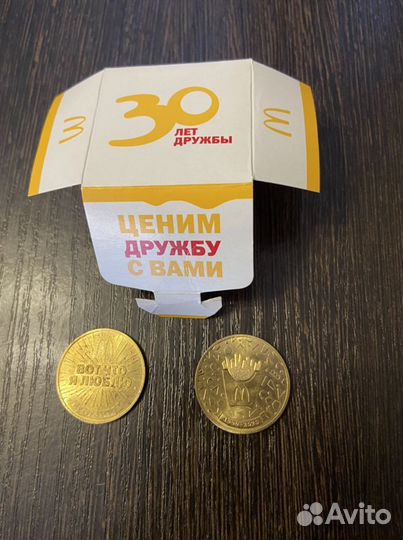 30
ЛЕТ
ДРУЖБЫ
ЦЕНИМ
ДРУЖБУ
С ВАМИ
ВОТ ЧТО
Я ЛЮБЛЮ
Avito